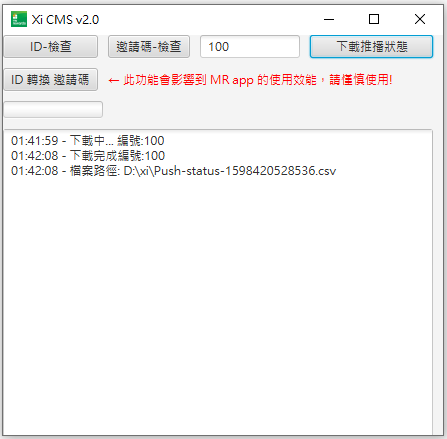 Xi CMS v2.0
ID-檢查 邀請碼-檢查 100 下載推播狀態
ID 轉換 邀請碼 ← 此功能會影響到 MR app 的使用效能，請僅慎使用!
01:41:59 - 下載中... 編號:100
01:42:08 - 下載完成編號:100
01:42:08 - 檔案路徑: D:\xi\Push-status-1598420528536.csv